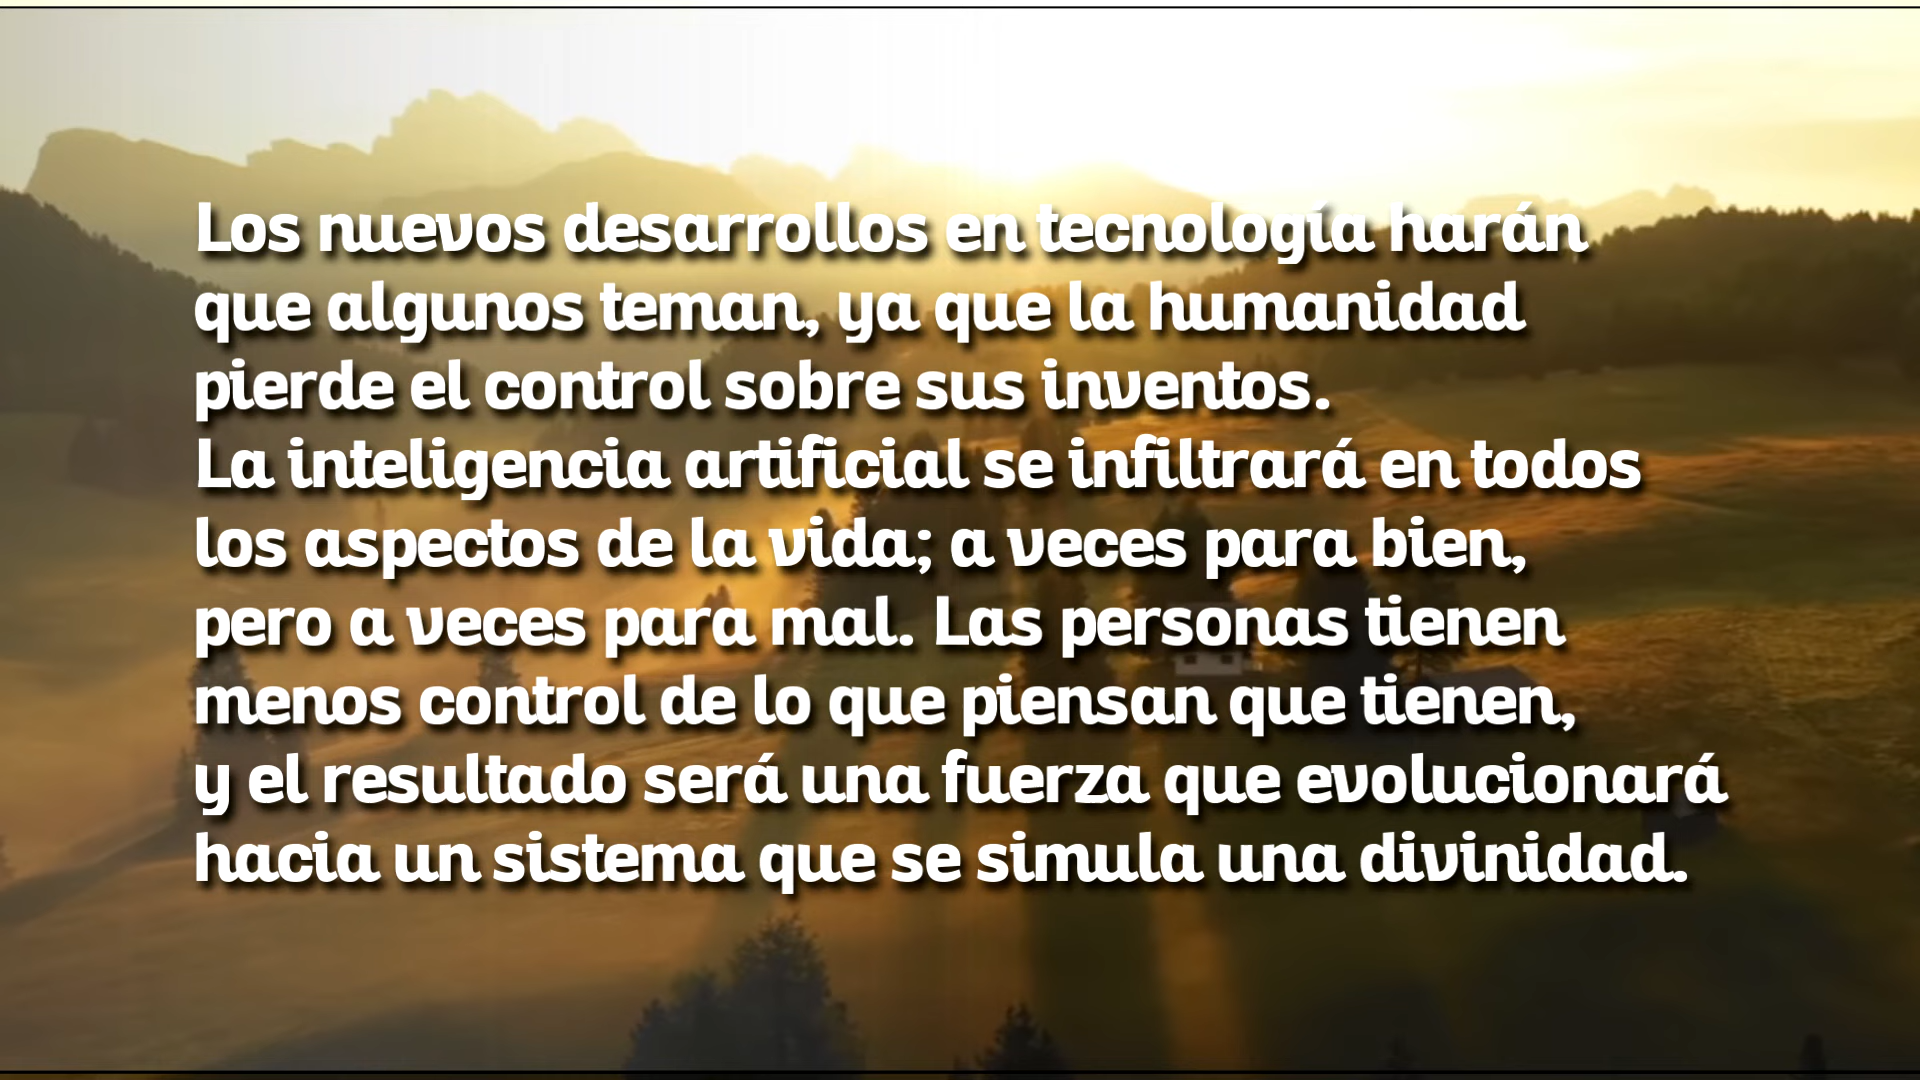 Los nuevos desarrollos en tecnología harán
que algunos teman, ya que la humanidad
pierde el control sobre sus inventos.
La inteligencia artificial se infiltrará en todos
los aspectos de la vida; a veces para bien,
pero a veces para mal. Las personas tienen
menos control de lo que piensan que tienen,
y el resultado será una fuerza que evolucionará
hacia un sistema que se simula una divinidad.